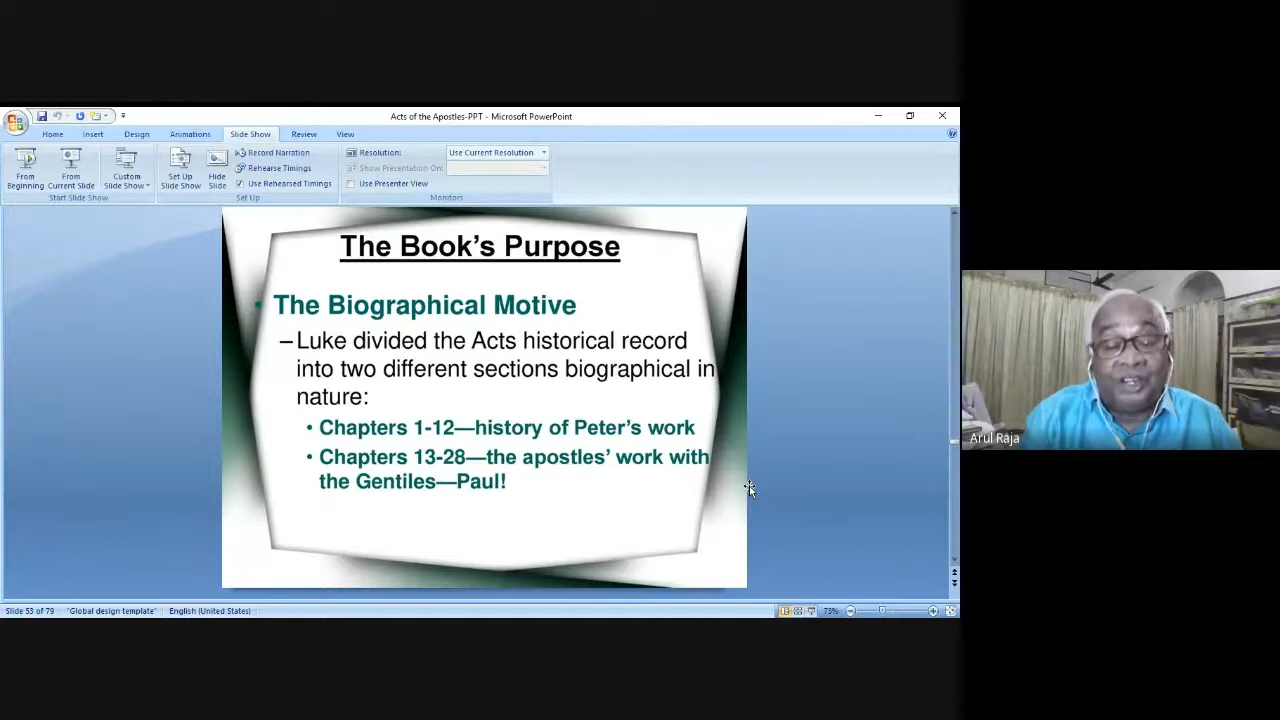 Acts of the Apostles-PPT - Microsoft PowerPoint
Home Insert Design Animations Slide Show Review View
From Beginning
From Current Slide
Custom Slide Show
Set Up Slide Show
Hide Slide
Record Narration
Rehearse Timings
Use Rehearsed Timings
Resolution: Use Current Resolution
Show Presentation On:
Use Presenter View
Start Slide Show Set Up Monitors
The Book’s Purpose
• The Biographical Motive
–Luke divided the Acts historical record
into two different sections biographical in
nature:
• Chapters 1-12—history of Peter’s work
• Chapters 13-28—the apostles’ work with
the Gentiles—Paul!
Arul Raja
Slide 53 of 79 "Global design template" English (United States) 73%